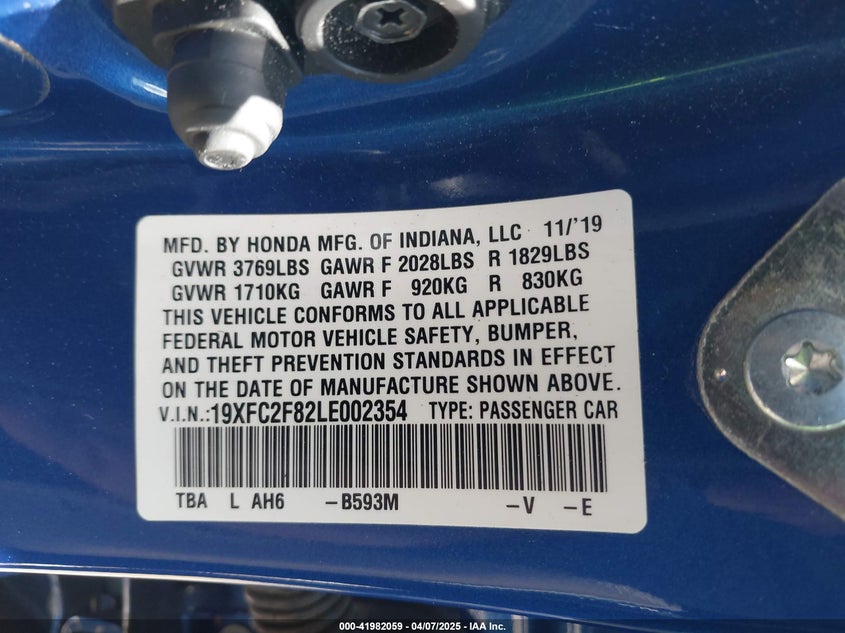 MFD. BY HONDA MFG. OF INDIANA, LLC 11/'19
GVWR 3769LBS GAWR F 2028LBS R 1829LBS
GVWR 1710KG GAWR F 920KG R 830KG
THIS VEHICLE CONFORMS TO ALL APPLICABLE
FEDERAL MOTOR VEHICLE SAFETY, BUMPER,
AND THEFT PREVENTION STANDARDS IN EFFECT
ON THE DATE OF MANUFACTURE SHOWN ABOVE.
V.I.N.:19XFC2F82LE002354 TYPE: PASSENGER CAR
TBA L AH6 -B593M -V -E
000-41982059 - 04/07/2025 - IAA Inc.